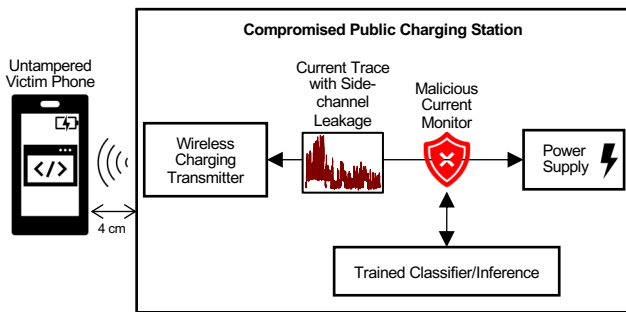 Compromised Public Charging Station
Untampered
Victim Phone
</>
4 cm
Wireless
Charging
Transmitter
Current Trace
with Side-
channel
Leakage
Malicious
Current
Monitor
Power
Supply
Trained Classifier/Inference